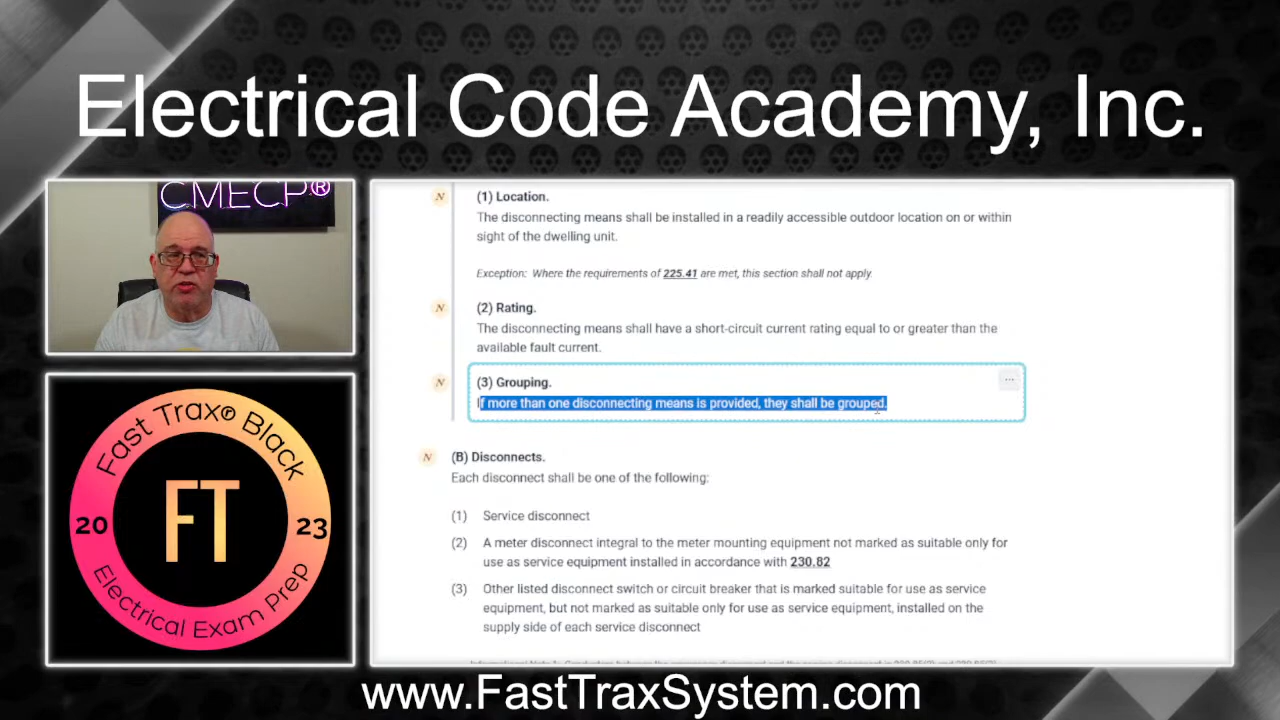 Electrical Code Academy, Inc.
CMECP®
Fast Trax® Black
FT
20 23
Electrical Exam Prep
N (1) Location.
The disconnecting means shall be installed in a readily accessible outdoor location on or within
sight of the dwelling unit.
Exception: Where the requirements of 225.41 are met, this section shall not apply.
N (2) Rating.
The disconnecting means shall have a short-circuit current rating equal to or greater than the
available fault current.
N (3) Grouping.
If more than one disconnecting means is provided, they shall be grouped.
N (B) Disconnects.
Each disconnect shall be one of the following:
(1) Service disconnect
(2) A meter disconnect integral to the meter mounting equipment not marked as suitable only for
use as service equipment installed in accordance with 230.82
(3) Other listed disconnect switch or circuit breaker that is marked suitable for use as service
equipment, but not marked as suitable only for use as service equipment, installed on the
supply side of each service disconnect
www.FastTraxSystem.com